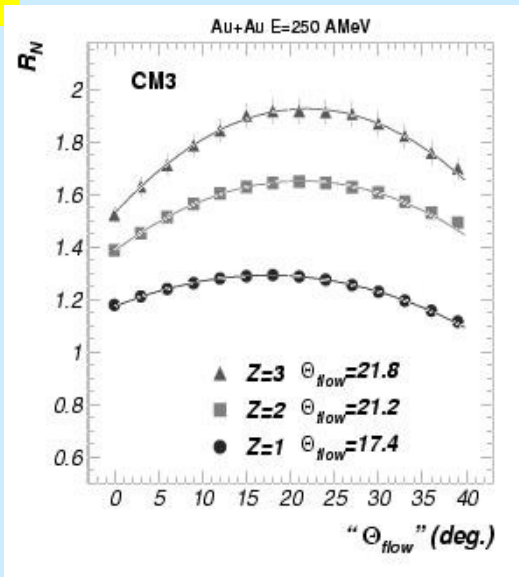 Au+Au E=250 AMeV
R_N
CM3
2
1.8
1.6
1.4
1.2
1
0.8
0.6
Z=3 Θ_flow=21.8
Z=2 Θ_flow=21.2
Z=1 Θ_flow=17.4
0 5 10 15 20 25 30 35 40
“ Θ_flow” (deg.)